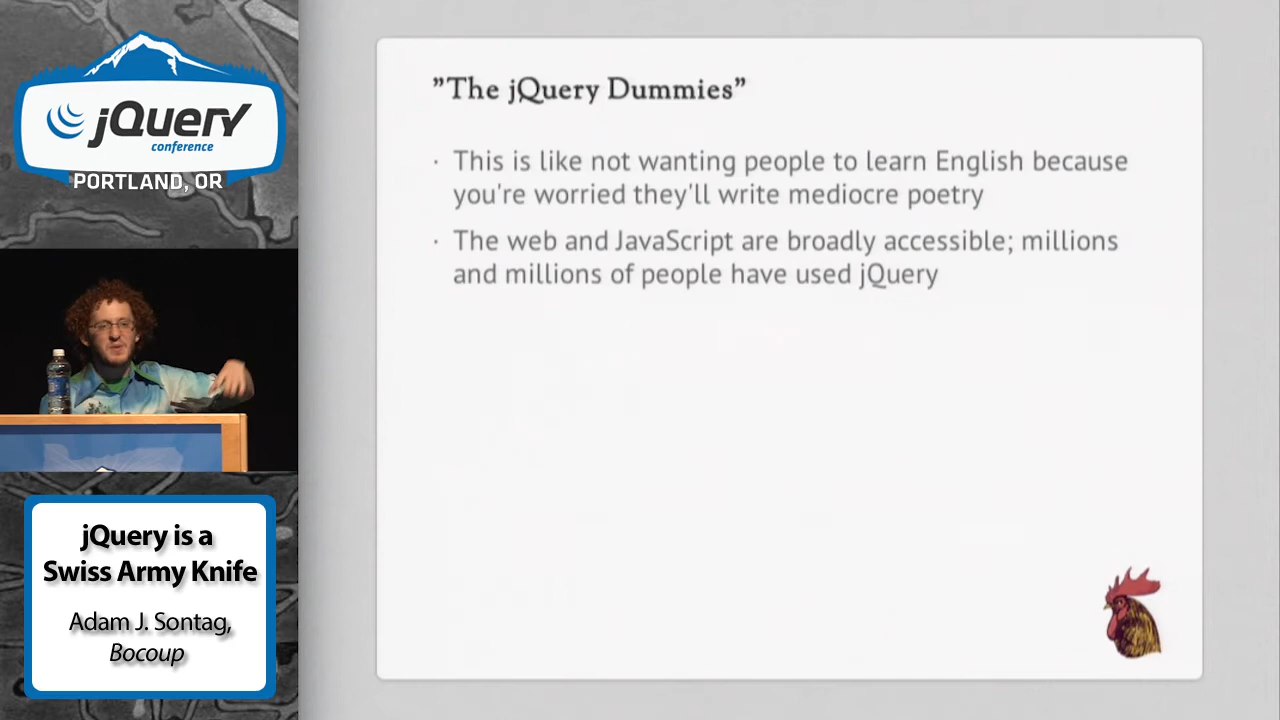 jQuery
conference
PORTLAND, OR
jQuery is a
Swiss Army Knife
Adam J. Sontag,
Bocoup
"The jQuery Dummies"
· This is like not wanting people to learn English because
you're worried they'll write mediocre poetry
· The web and JavaScript are broadly accessible; millions
and millions of people have used jQuery